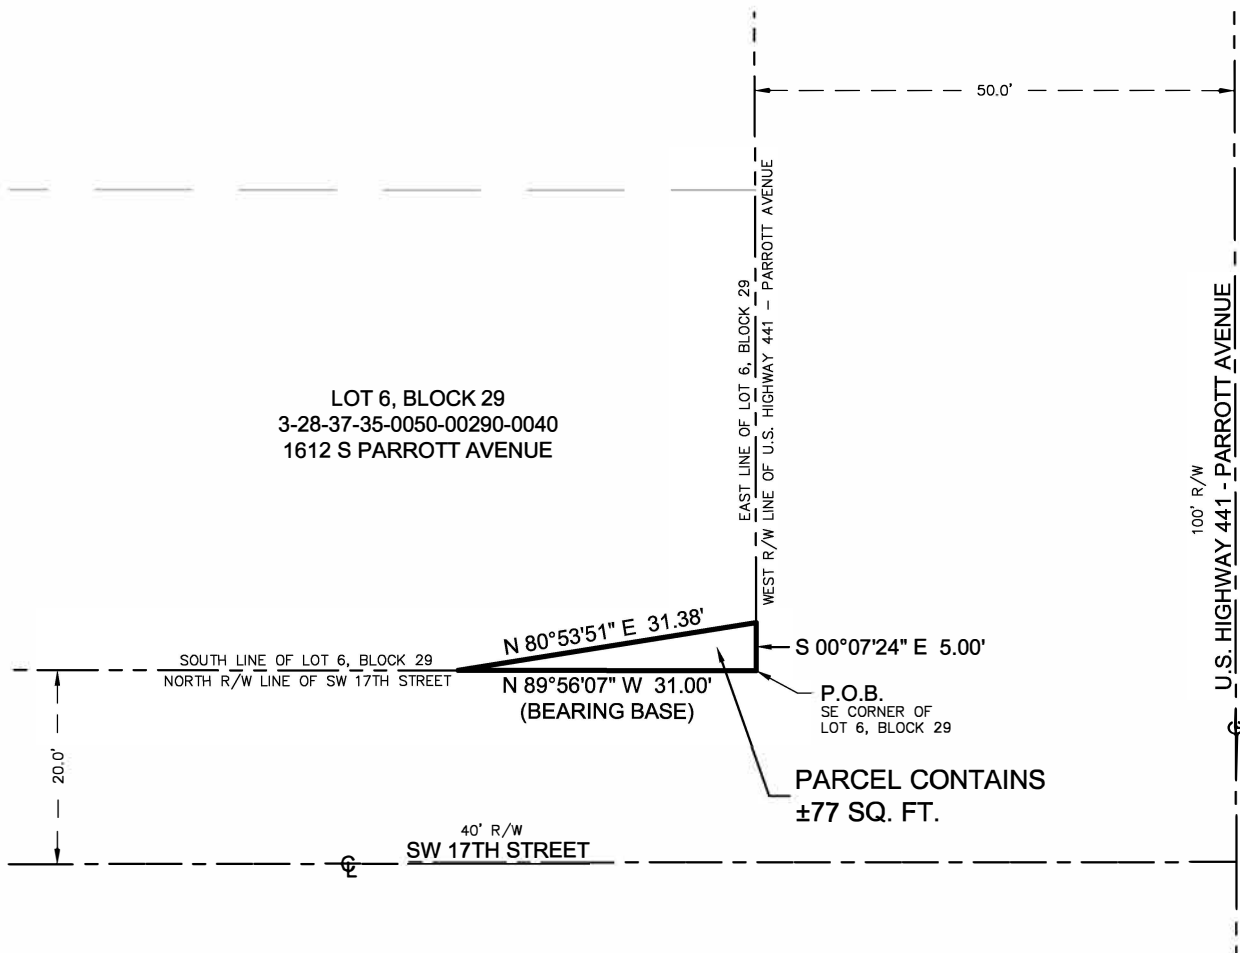 50.0'
EAST LINE OF LOT 6, BLOCK 29
WEST R/W LINE OF U.S. HIGHWAY 441 - PARROTT AVENUE
LOT 6, BLOCK 29
3-28-37-35-0050-00290-0040
1612 S PARROTT AVENUE
100' R/W
U.S. HIGHWAY 441 - PARROTT AVENUE
N 80°53'51" E 31.38'
S 00°07'24" E 5.00'
SOUTH LINE OF LOT 6, BLOCK 29
NORTH R/W LINE OF SW 17TH STREET
N 89°56'07" W 31.00'
(BEARING BASE)
P.O.B.
SE CORNER OF
LOT 6, BLOCK 29
20.0'
PARCEL CONTAINS
±77 SQ. FT.
40' R/W
SW 17TH STREET
℄
℄